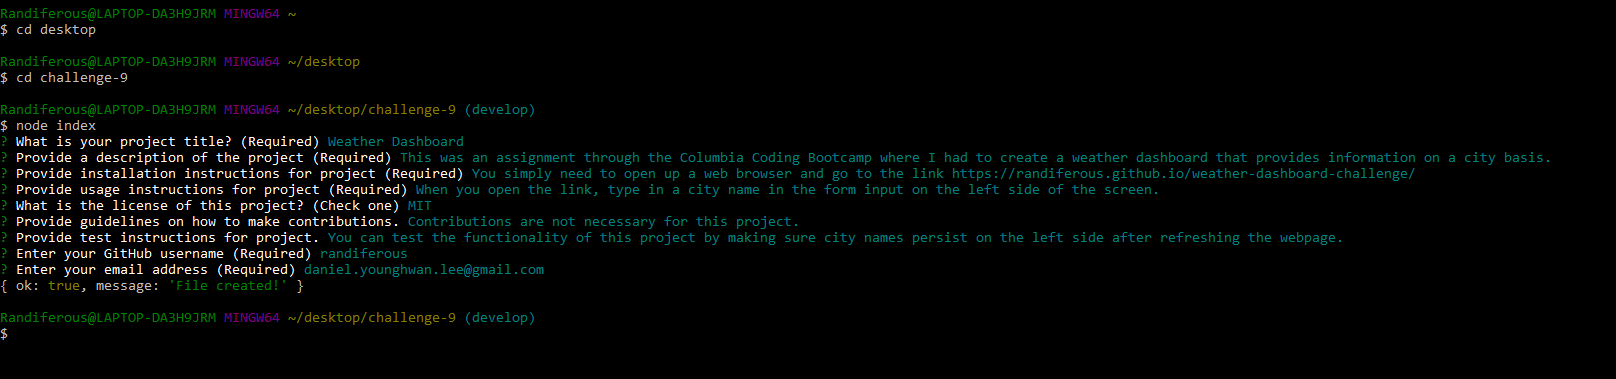 Randiferous@LAPTOP-DA3H9JRM MINGW64 ~
$ cd desktop
Randiferous@LAPTOP-DA3H9JRM MINGW64 ~/desktop
$ cd challenge-9
Randiferous@LAPTOP-DA3H9JRM MINGW64 ~/desktop/challenge-9 (develop)
$ node index
? What is your project title? (Required) Weather Dashboard
? Provide a description of the project (Required) This was an assignment through the Columbia Coding Bootcamp where I had to create a weather dashboard that provides information on a city basis.
? Provide installation instructions for project (Required) You simply need to open up a web browser and go to the link https://randiferous.github.io/weather-dashboard-challenge/
? Provide usage instructions for project (Required) When you open the link, type in a city name in the form input on the left side of the screen.
? What is the license of this project? (Check one) MIT
? Provide guidelines on how to make contributions. Contributions are not necessary for this project.
? Provide test instructions for project. You can test the functionality of this project by making sure city names persist on the left side after refreshing the webpage.
? Enter your GitHub username (Required) randiferous
? Enter your email address (Required) daniel.younghwan.lee@gmail.com
{ ok: true, message: 'File created!' }
Randiferous@LAPTOP-DA3H9JRM MINGW64 ~/desktop/challenge-9 (develop)
$